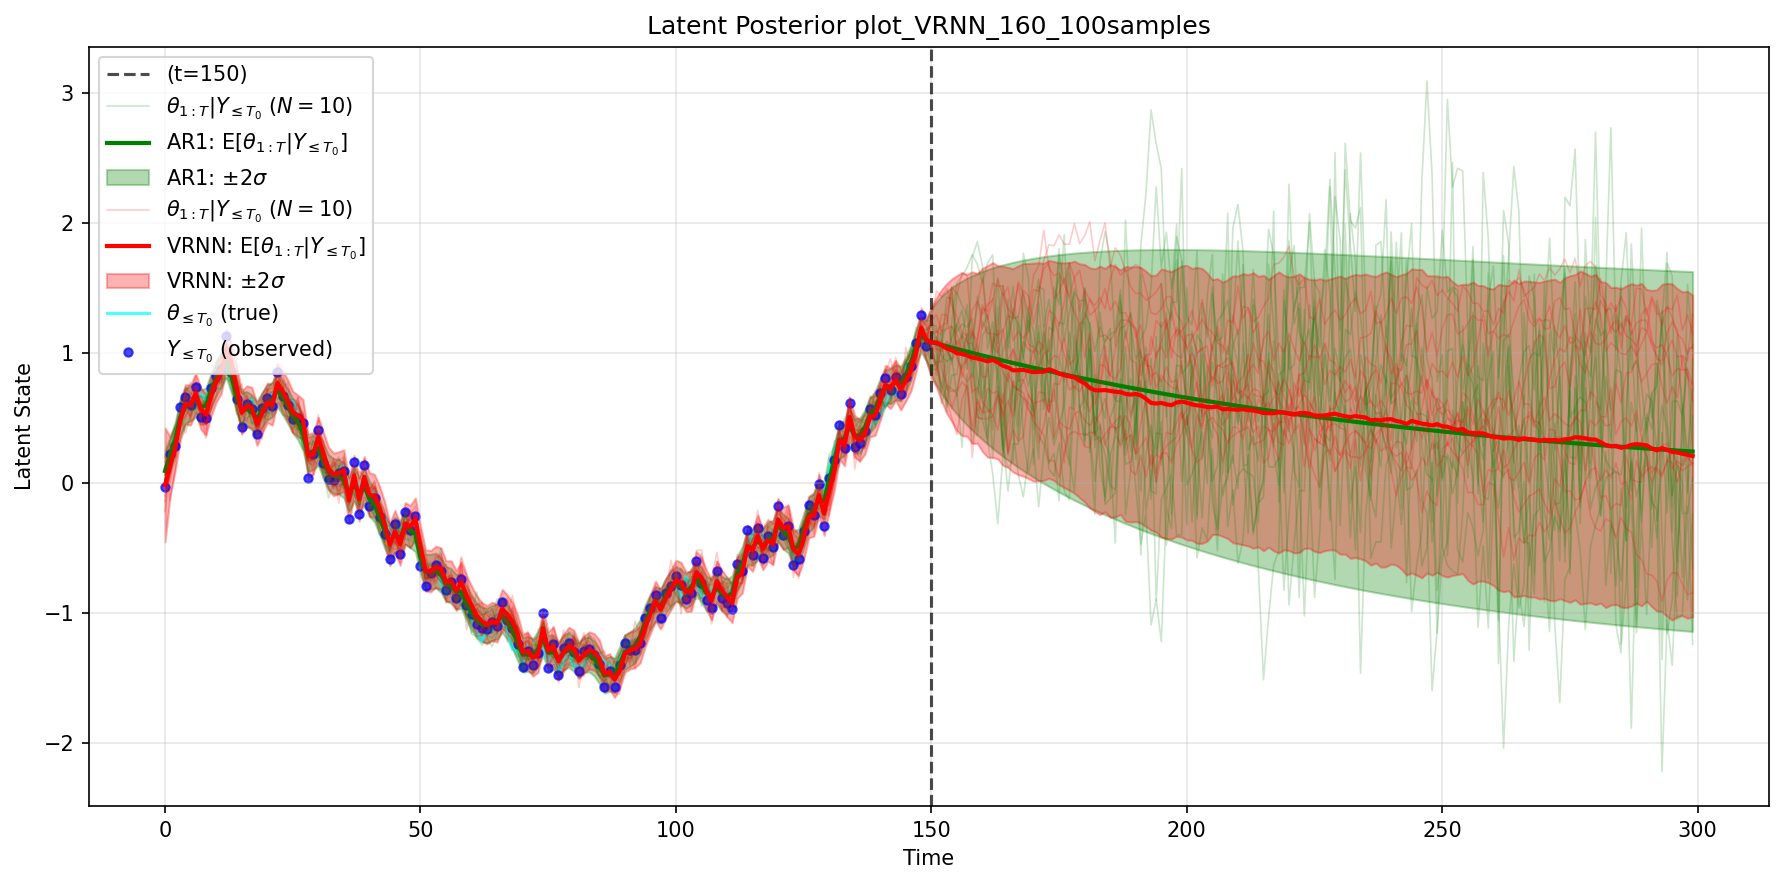 Latent Posterior plot_VRNN_160_100samples
(t=150)
θ₁:T|Y≤T₀ (N = 10)
AR1: E[θ₁:T|Y≤T₀]
AR1: ±2σ
θ₁:T|Y≤T₀ (N = 10)
VRNN: E[θ₁:T|Y≤T₀]
VRNN: ±2σ
θ≤T₀ (true)
Y≤T₀ (observed)
Latent State
3
2
1
0
−1
−2
0 50 100 150 200 250 300
Time